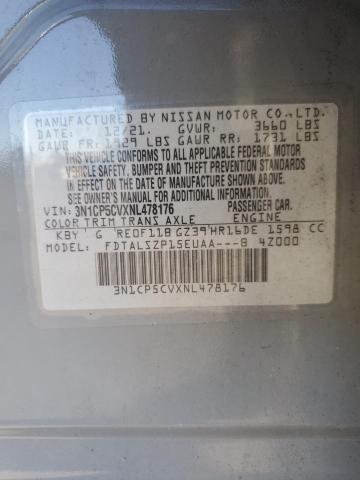 MANUFACTURED BY NISSAN MOTOR CO., LTD.
DATE: 12/21. GVWR: 3660 LBS
GAWR FR: 1929 LBS GAWR RR: 1731 LBS
THIS VEHICLE CONFORMS TO ALL APPLICABLE FEDERAL MOTOR
VEHICLE SAFETY, BUMPER AND THEFT PREVENTION STANDARDS
IN EFFECT ON THE DATE OF MANUFACTURE SHOWN ABOVE.
SEE OWNERS MANUAL FOR ADDITIONAL INFORMATION.
VIN: 3N1CP5CVXNL478176 PASSENGER CAR
COLOR TRIM TRANS AXLE ENGINE
KBY G RE0F11B GZ39 HR16DE 1598 CC
MODEL: FDTALSZP15EUAA---B 4Z000
3N1CP5CVXNL478176